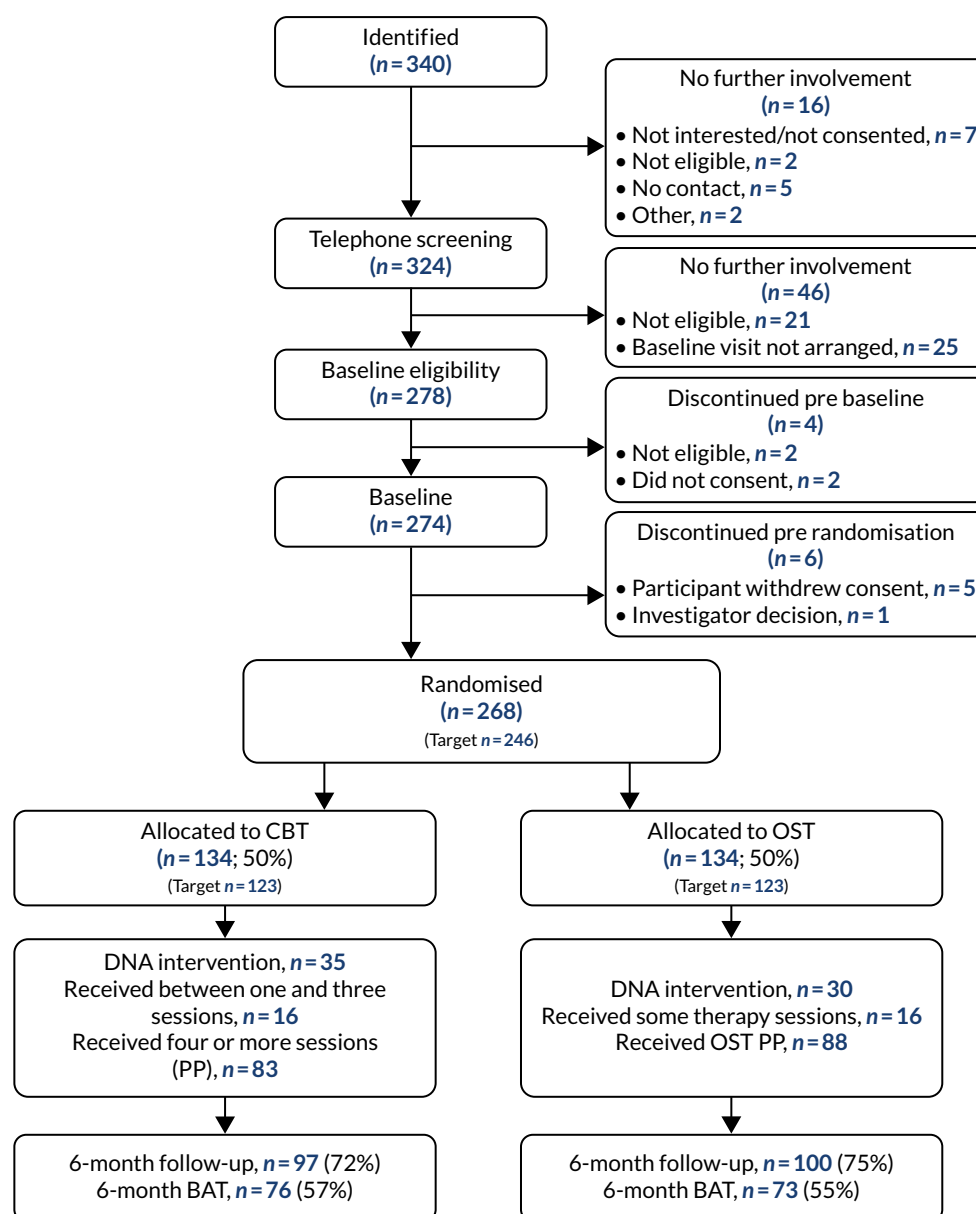 Identified
(n=340)
No further involvement
(n=16)
• Not interested/not consented, n=7
• Not eligible, n=2
• No contact, n=5
• Other, n=2
Telephone screening
(n=324)
No further involvement
(n=46)
• Not eligible, n=21
• Baseline visit not arranged, n=25
Baseline eligibility
(n=278)
Discontinued pre baseline
(n=4)
• Not eligible, n=2
• Did not consent, n=2
Baseline
(n=274)
Discontinued pre randomisation
(n=6)
• Participant withdrew consent, n=5
• Investigator decision, n=1
Randomised
(n=268)
(Target n=246)
Allocated to CBT
(n=134; 50%)
(Target n=123)
Allocated to OST
(n=134; 50%)
(Target n=123)
DNA intervention, n=35
Received between one and three
sessions, n=16
Received four or more sessions
(PP), n=83
DNA intervention, n=30
Received some therapy sessions, n=16
Received OST PP, n=88
6-month follow-up, n=97 (72%)
6-month BAT, n=76 (57%)
6-month follow-up, n=100 (75%)
6-month BAT, n=73 (55%)